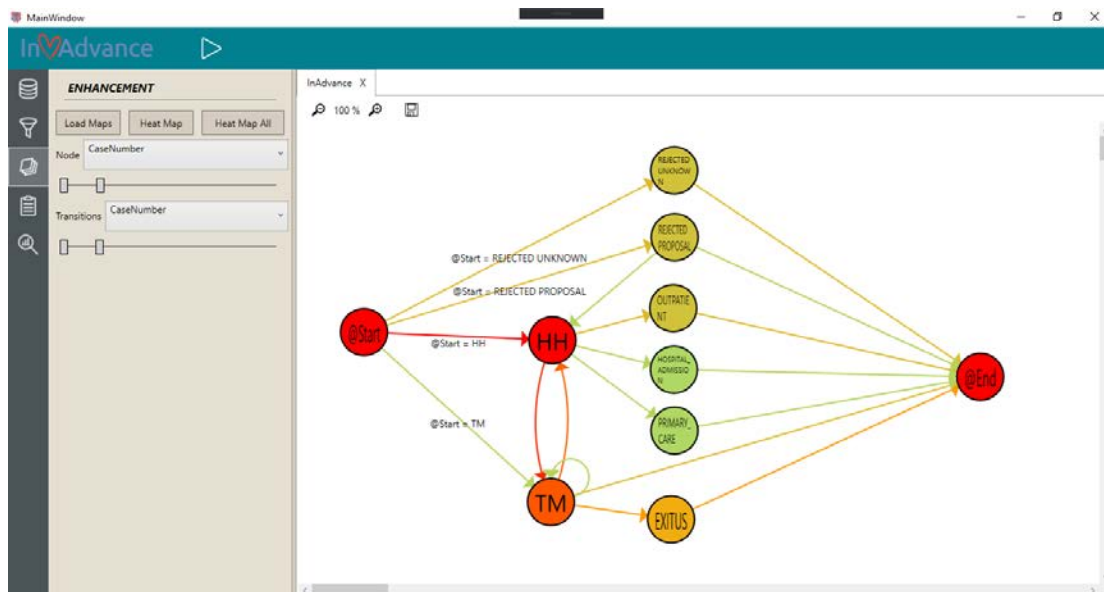 MainWindow
InAdvance
ENHANCEMENT
Load Maps
Heat Map
Heat Map All
Node
CaseNumber
Transitions
CaseNumber
InAdvance X
100 %
REJECTED
UNKNOW
N
REJECTED
PROPOSAL
@Start = REJECTED UNKNOWN
@Start = REJECTED PROPOSAL
OUTPATIE
NT
@Start
HH
@Start = HH
HOSPITAL_
ADMISSIO
N
@End
@Start = TM
PRIMARY_
CARE
TM
EXITUS